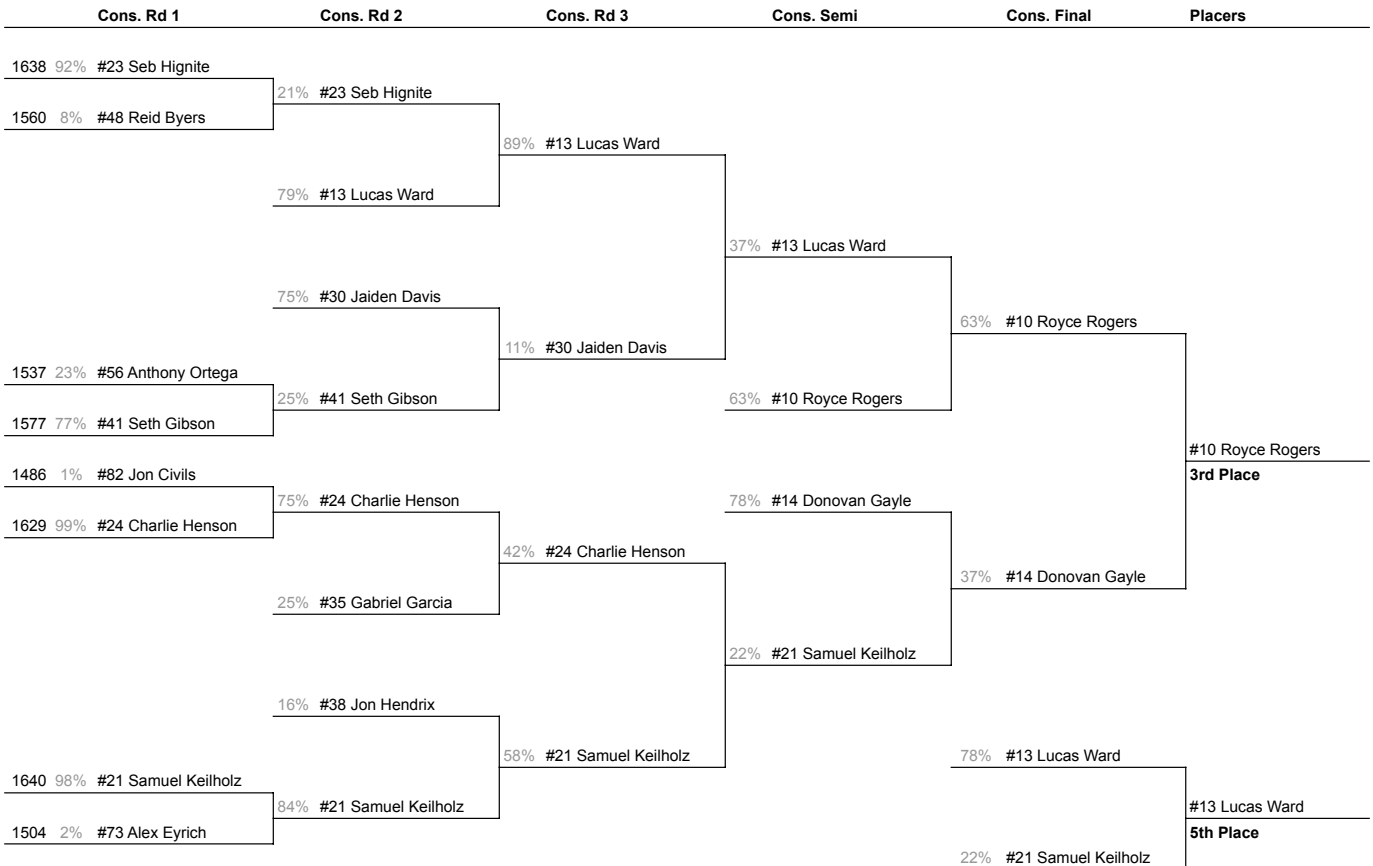 Cons. Rd 1 Cons. Rd 2 Cons. Rd 3 Cons. Semi Cons. Final Placers
1638 92% #23 Seb Hignite
21% #23 Seb Hignite
1560 8% #48 Reid Byers
89% #13 Lucas Ward
79% #13 Lucas Ward
37% #13 Lucas Ward
75% #30 Jaiden Davis
63% #10 Royce Rogers
11% #30 Jaiden Davis
1537 23% #56 Anthony Ortega
25% #41 Seth Gibson
63% #10 Royce Rogers
1577 77% #41 Seth Gibson
#10 Royce Rogers
1486 1% #82 Jon Civils
3rd Place
75% #24 Charlie Henson
78% #14 Donovan Gayle
1629 99% #24 Charlie Henson
42% #24 Charlie Henson
37% #14 Donovan Gayle
25% #35 Gabriel Garcia
22% #21 Samuel Keilholz
16% #38 Jon Hendrix
58% #21 Samuel Keilholz
78% #13 Lucas Ward
1640 98% #21 Samuel Keilholz
84% #21 Samuel Keilholz
#13 Lucas Ward
1504 2% #73 Alex Eyrich
5th Place
22% #21 Samuel Keilholz